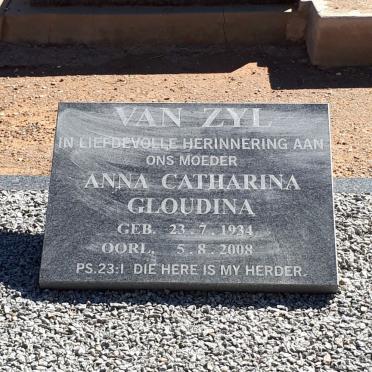 VAN ZYL
IN LIEFDEVOLLE HERINNERING AAN
ONS MOEDER
ANNA CATHARINA
GLOUDINA
GEB. 23.7.1934
OORL. 5.8.2008
PS.23:1 DIE HERE IS MY HERDER.